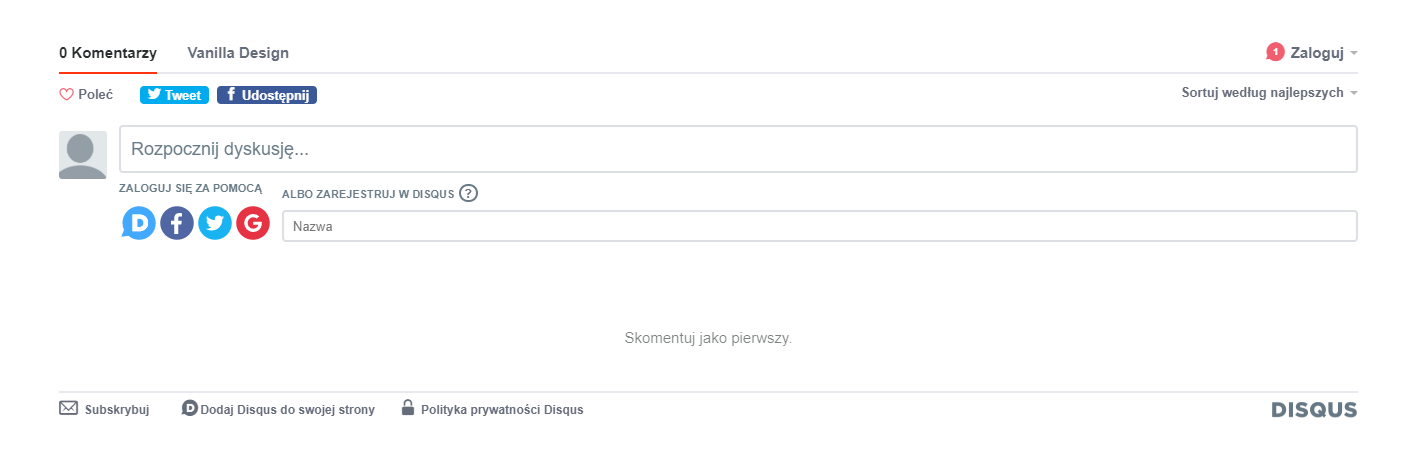 0 Komentarzy Vanilla Design 1 Zaloguj
Poleć Tweet f Udostępnij Sortuj według najlepszych
Rozpocznij dyskusję...
ZALOGUJ SIĘ ZA POMOCĄ
ALBO ZAREJESTRUJ W DISQUS ?
D f G
Nazwa
Skomentuj jako pierwszy.
Subskrybuj D Dodaj Disqus do swojej strony Polityka prywatności Disqus DISQUS